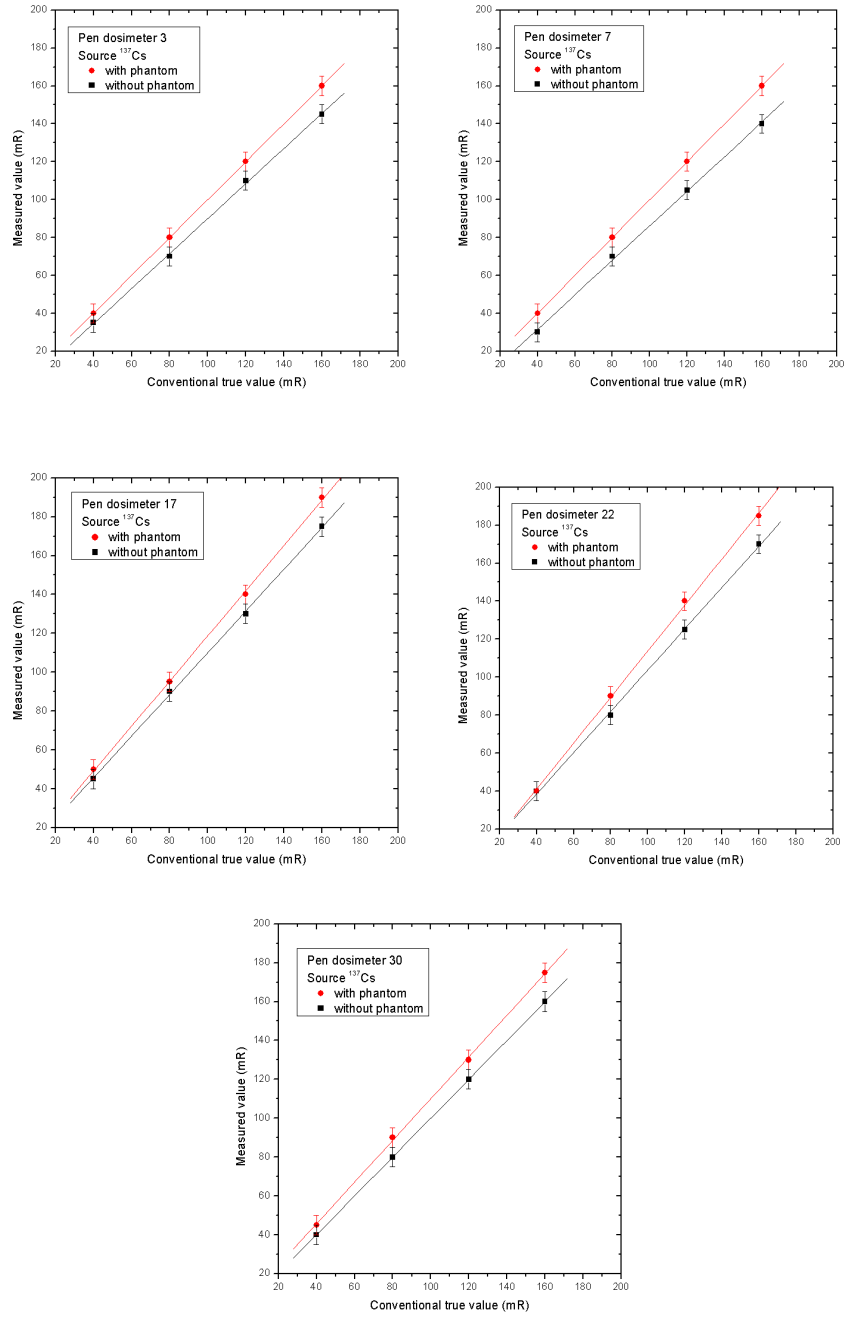 Pen dosimeter 3
Source ¹³⁷Cs
with phantom
without phantom
200
180
160
140
120
100
80
60
40
20
Measured value (mR)
20 40 60 80 100 120 140 160 180 200
Conventional true value (mR)
Pen dosimeter 7
Source ¹³⁷Cs
with phantom
without phantom
200
180
160
140
120
100
80
60
40
20
Measured value (mR)
20 40 60 80 100 120 140 160 180 200
Conventional true value (mR)
Pen dosimeter 17
Source ¹³⁷Cs
with phantom
without phantom
200
180
160
140
120
100
80
60
40
20
Measured value (mR)
20 40 60 80 100 120 140 160 180 200
Conventional true value (mR)
Pen dosimeter 22
Source ¹³⁷Cs
with phantom
without phantom
200
180
160
140
120
100
80
60
40
20
Measured value (mR)
20 40 60 80 100 120 140 160 180 200
Conventional true value (mR)
Pen dosimeter 30
Source ¹³⁷Cs
with phantom
without phantom
200
180
160
140
120
100
80
60
40
20
Measured value (mR)
20 40 60 80 100 120 140 160 180 200
Conventional true value (mR)